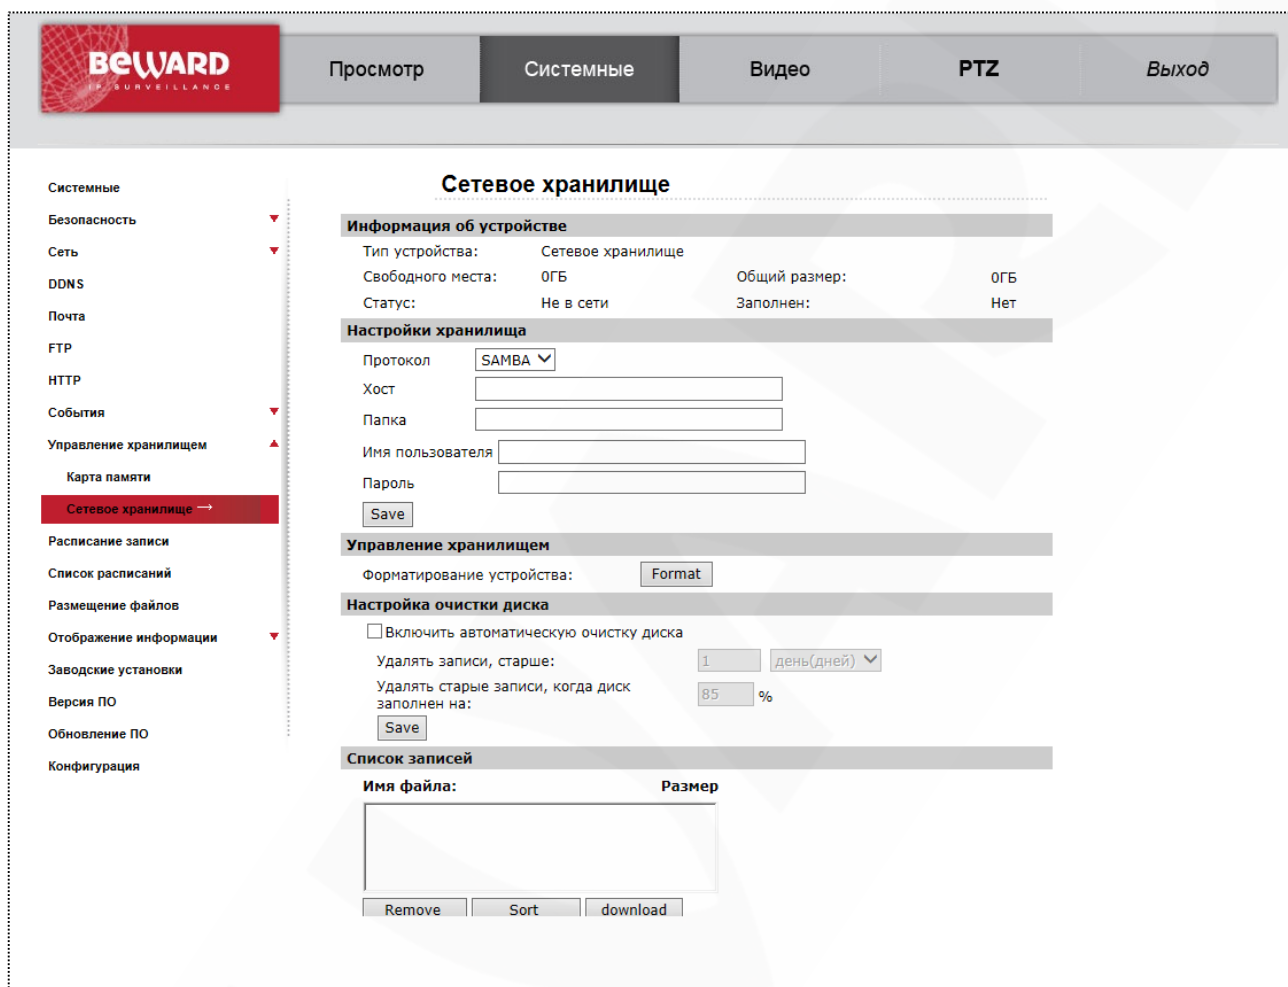 BEWARD
IP SURVEILLANCE
Просмотр Системные Видео PTZ Выход
Системные
Безопасность
Сеть
DDNS
Почта
FTP
HTTP
События
Управление хранилищем
Карта памяти
Сетевое хранилище →
Расписание записи
Список расписаний
Размещение файлов
Отображение информации
Заводские установки
Версия ПО
Обновление ПО
Конфигурация
Сетевое хранилище
Информация об устройстве
Тип устройства: Сетевое хранилище
Свободного места: 0ГБ Общий размер: 0ГБ
Статус: Не в сети Заполнен: Нет
Настройки хранилища
Протокол SAMBA
Хост
Папка
Имя пользователя
Пароль
Save
Управление хранилищем
Форматирование устройства: Format
Настройка очистки диска
Включить автоматическую очистку диска
Удалять записи, старше: 1 день(дней)
Удалять старые записи, когда диск
заполнен на: 85 %
Save
Список записей
Имя файла: Размер
Remove Sort download